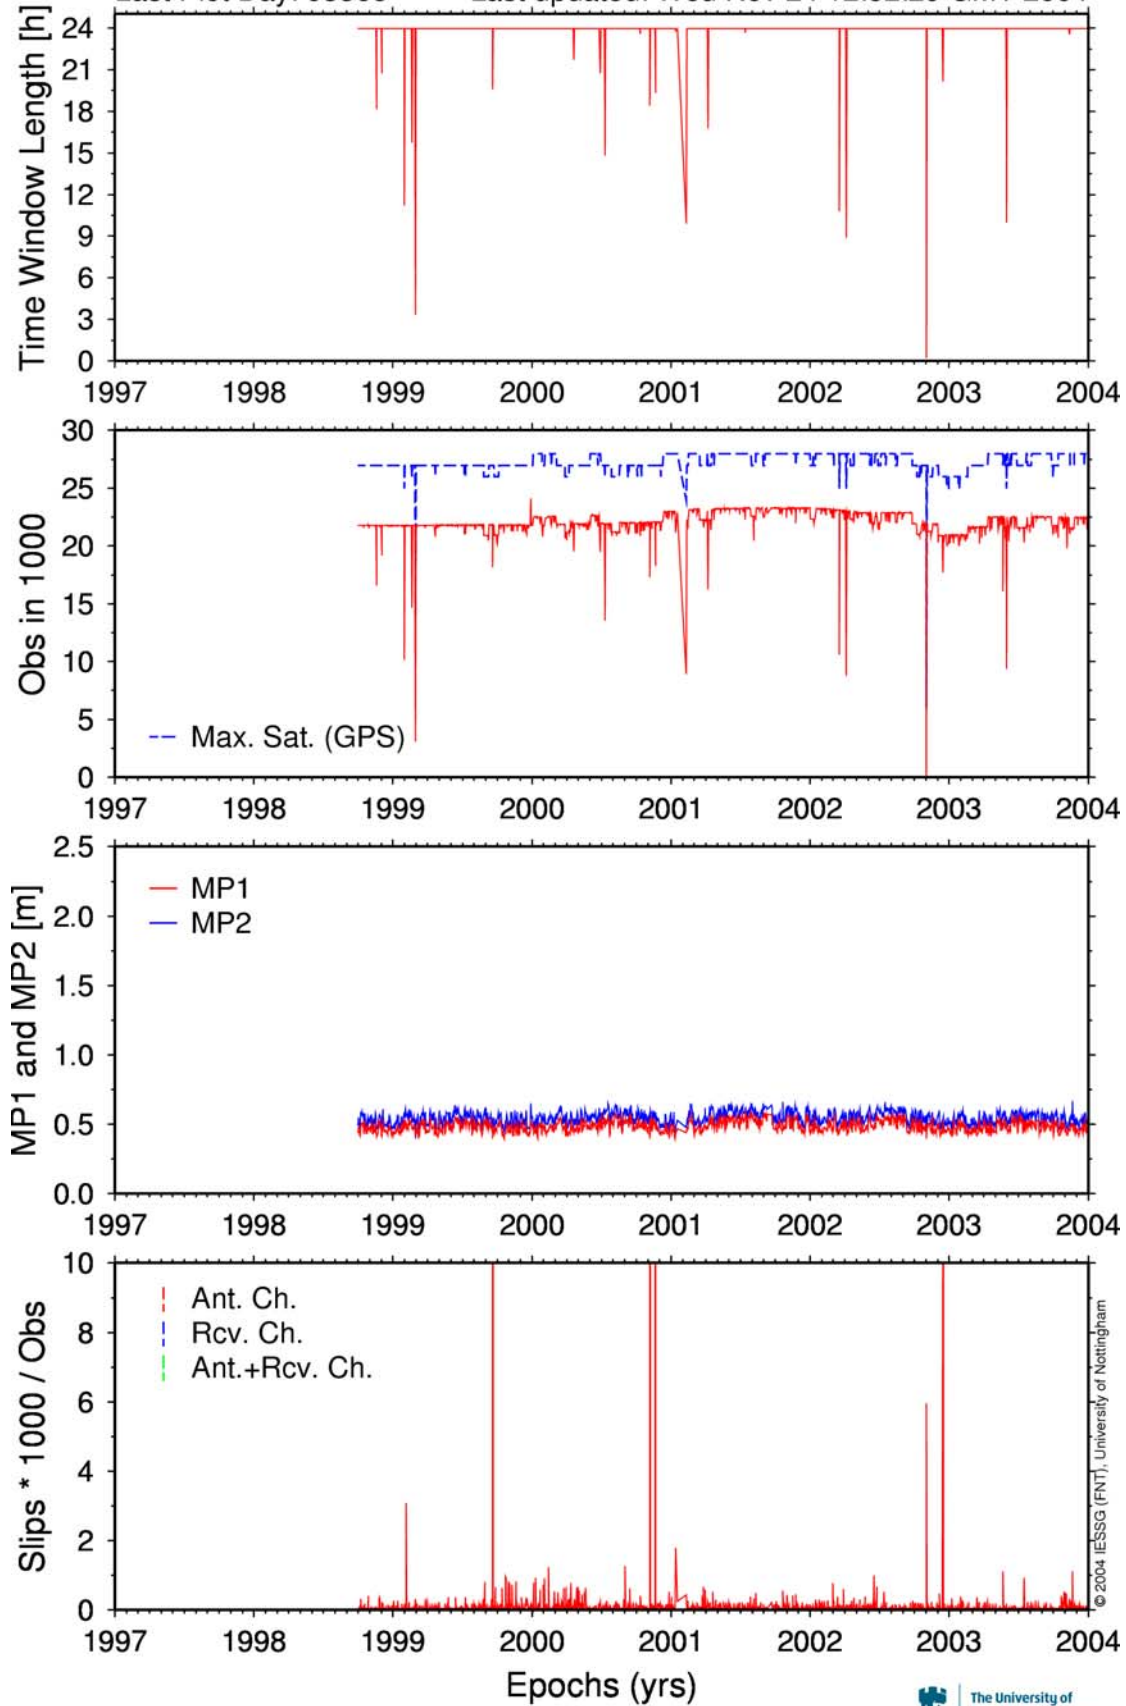 Time Window Length [h]
24
21
18
15
12
9
6
3
0
1997 1998 1999 2000 2001 2002 2003 2004
Obs in 1000
30
25
20
15
10
5
0
Max. Sat. (GPS)
1997 1998 1999 2000 2001 2002 2003 2004
MP1 and MP2 [m]
2.5
2.0
1.5
1.0
0.5
0.0
MP1
MP2
1997 1998 1999 2000 2001 2002 2003 2004
Slips * 1000 / Obs
10
8
6
4
2
0
Ant. Ch.
Rcv. Ch.
Ant.+Rcv. Ch.
© 2004 IESSG (FNT), University of Nottingham
1997 1998 1999 2000 2001 2002 2003 2004
Epochs (yrs)
The University of